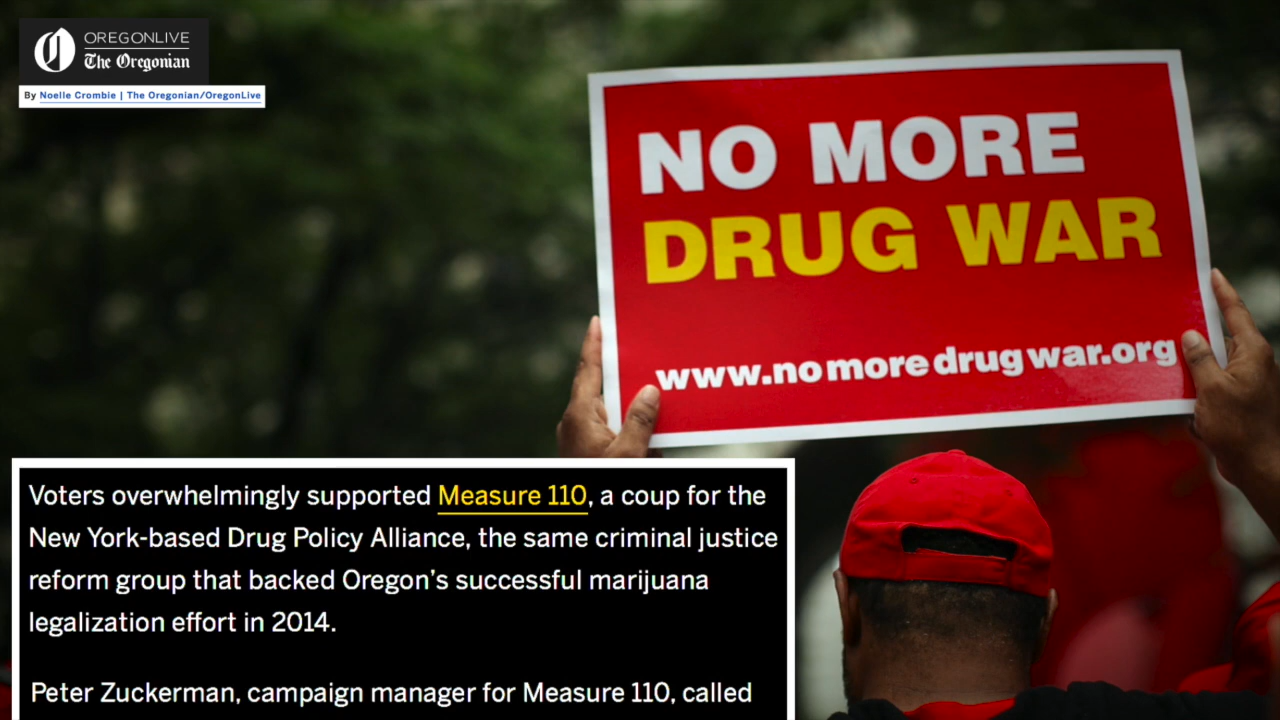 OREGONLIVE
The Oregonian
By Noelle Crombie | The Oregonian/OregonLive
NO MORE
DRUG WAR
www.nomoredrugwar.org
Voters overwhelmingly supported Measure 110, a coup for the
New York-based Drug Policy Alliance, the same criminal justice
reform group that backed Oregon's successful marijuana
legalization effort in 2014.
Peter Zuckerman, campaign manager for Measure 110, called